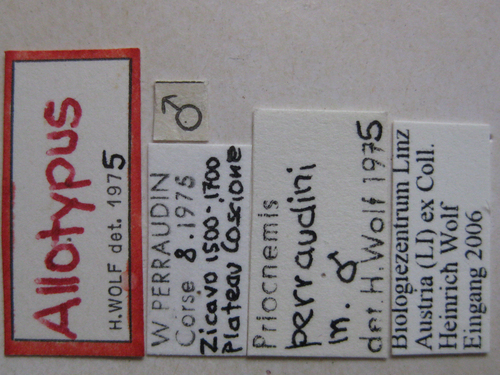 Allotypus
H. WOLF det. 1975
♂
W. PERRAUDIN
Corse 8.1975
Zicavo 1500-1700
Plateau Coscione
Priocnemis
perraudini
m. ♂
det. H. Wolf 1975
Biologiezentrum Linz
Austria (LI) ex Coll.
Heinrich Wolf
Eingang 2006